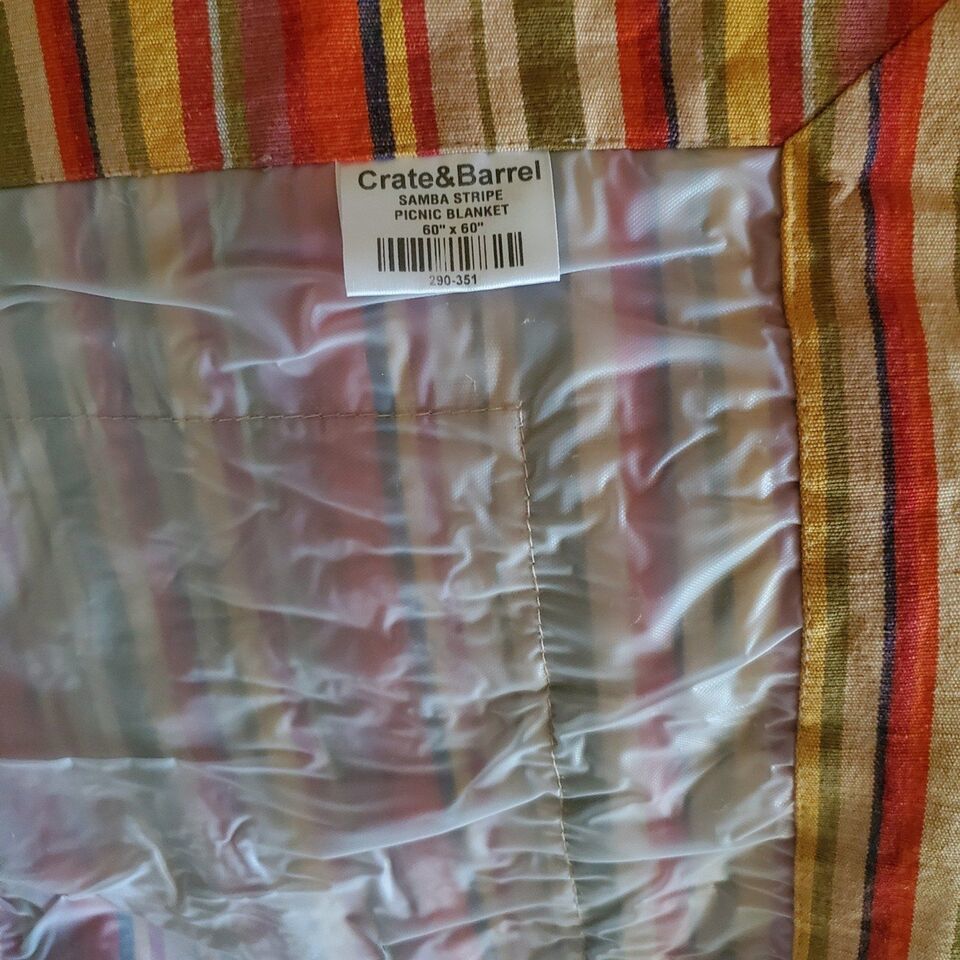 Crate&Barrel
SAMBA STRIPE
PICNIC BLANKET
60" x 60"
290-351